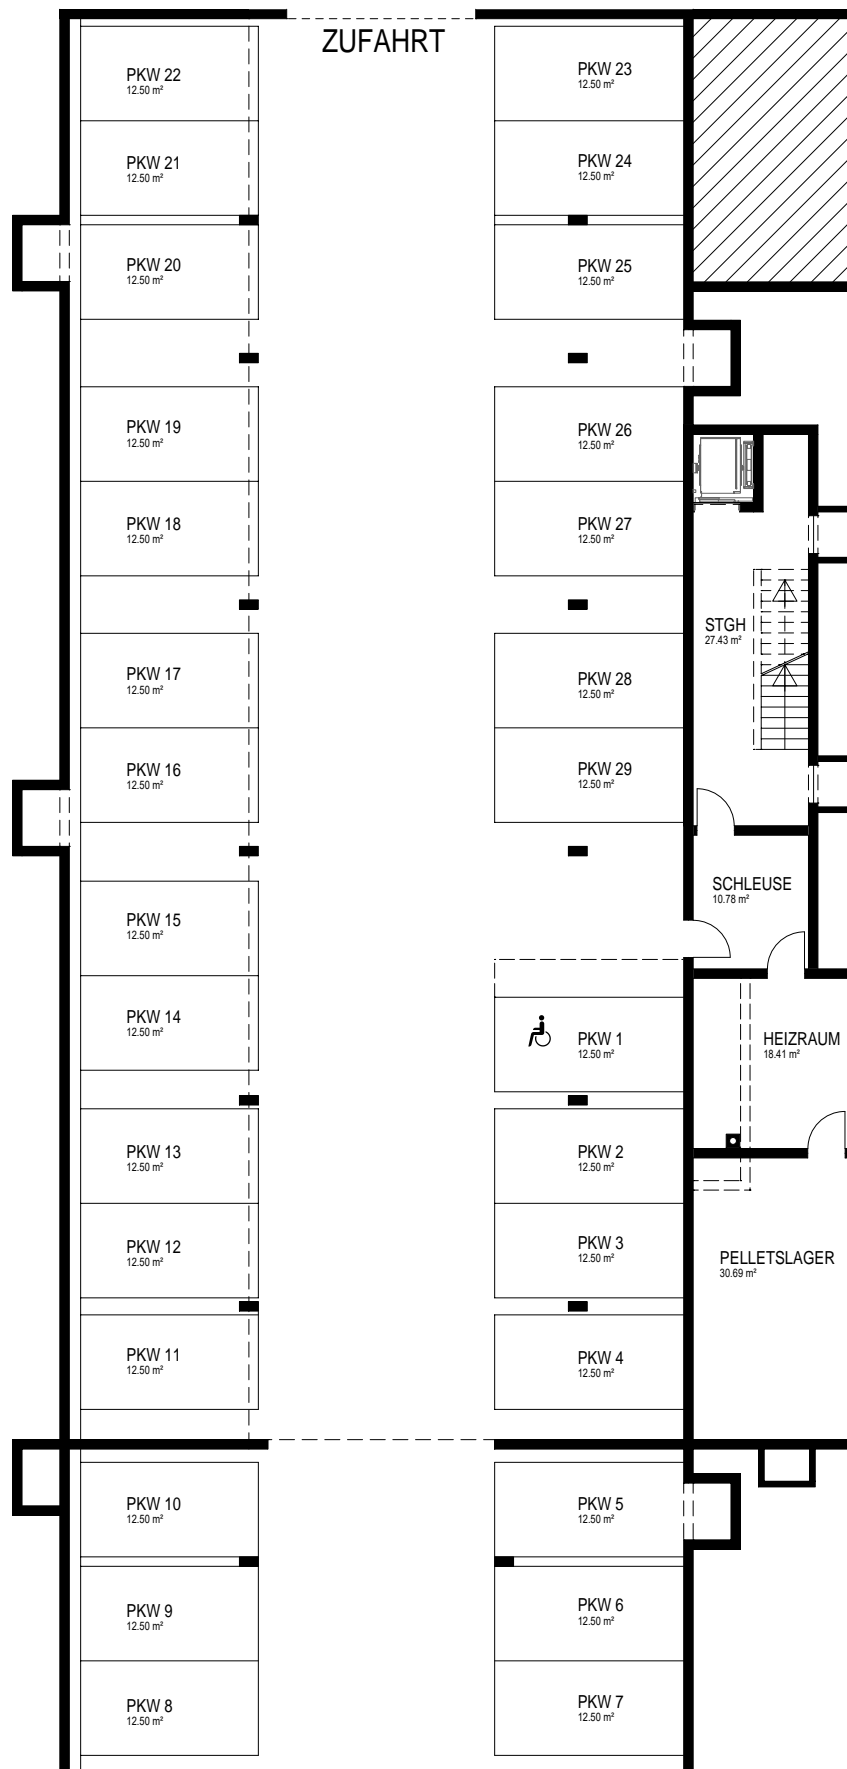 ZUFAHRT
PKW 22
12.50 m²
PKW 23
12.50 m²
PKW 21
12.50 m²
PKW 24
12.50 m²
PKW 20
12.50 m²
PKW 25
12.50 m²
PKW 19
12.50 m²
PKW 26
12.50 m²
PKW 18
12.50 m²
PKW 27
12.50 m²
STGH
27.43 m²
PKW 17
12.50 m²
PKW 28
12.50 m²
PKW 16
12.50 m²
PKW 29
12.50 m²
SCHLEUSE
10.78 m²
PKW 15
12.50 m²
PKW 14
12.50 m²
PKW 1
12.50 m²
HEIZRAUM
18.41 m²
PKW 13
12.50 m²
PKW 2
12.50 m²
PKW 12
12.50 m²
PKW 3
12.50 m²
PELLETSLAGER
30.69 m²
PKW 11
12.50 m²
PKW 4
12.50 m²
PKW 10
12.50 m²
PKW 5
12.50 m²
PKW 9
12.50 m²
PKW 6
12.50 m²
PKW 8
12.50 m²
PKW 7
12.50 m²